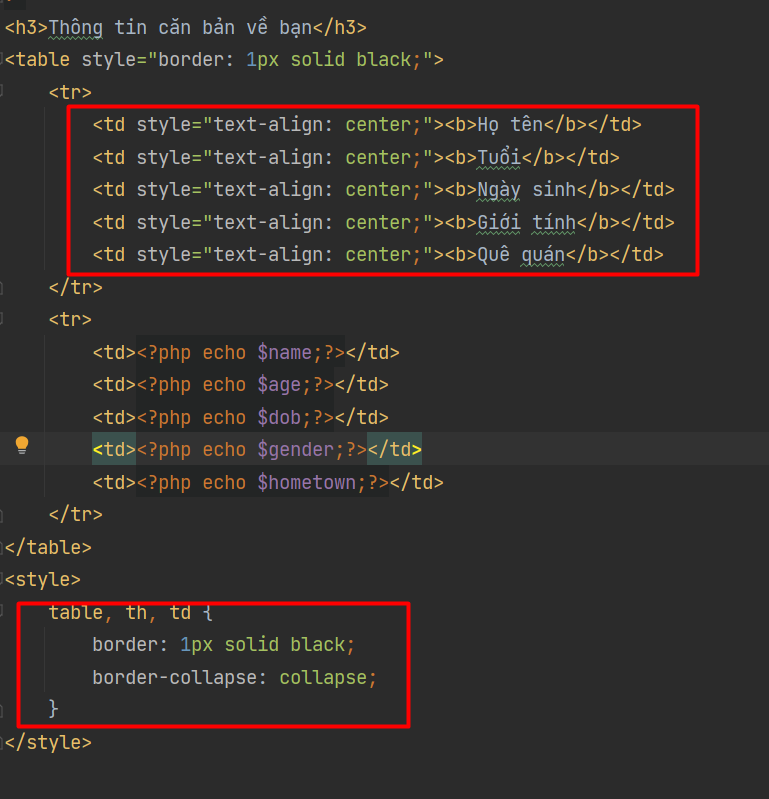 <h3>Thông tin căn bản về bạn</h3>
<table style="border: 1px solid black;">
<tr>
<td style="text-align: center;"><b>Họ tên</b></td>
<td style="text-align: center;"><b>Tuổi</b></td>
<td style="text-align: center;"><b>Ngày sinh</b></td>
<td style="text-align: center;"><b>Giới tính</b></td>
<td style="text-align: center;"><b>Quê quán</b></td>
</tr>
<tr>
<td><?php echo $name;?></td>
<td><?php echo $age;?></td>
<td><?php echo $dob;?></td>
<td><?php echo $gender;?></td>
<td><?php echo $hometown;?></td>
</tr>
</table>
<style>
table, th, td {
border: 1px solid black;
border-collapse: collapse;
}
</style>